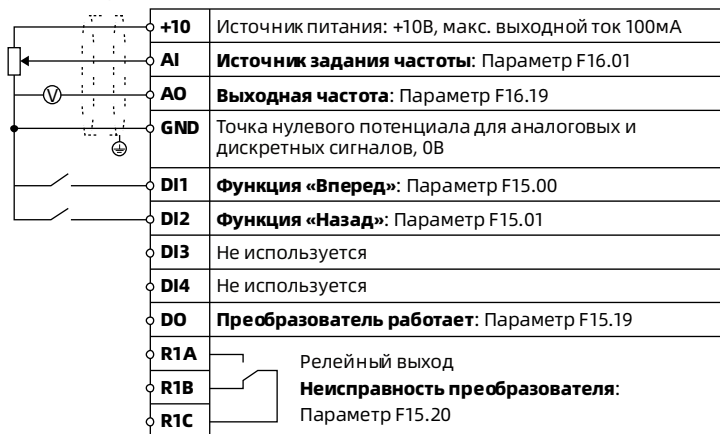 +10 Источник питания: +10В, макс. выходной ток 100мА
AI Источник задания частоты: Параметр F16.01
V
AO Выходная частота: Параметр F16.19
GND Точка нулевого потенциала для аналоговых и
дискретных сигналов, 0В
DI1 Функция «Вперед»: Параметр F15.00
DI2 Функция «Назад»: Параметр F15.01
DI3 Не используется
DI4 Не используется
DO Преобразователь работает: Параметр F15.19
R1A
Релейный выход
R1B
Неисправность преобразователя:
R1C
Параметр F15.20